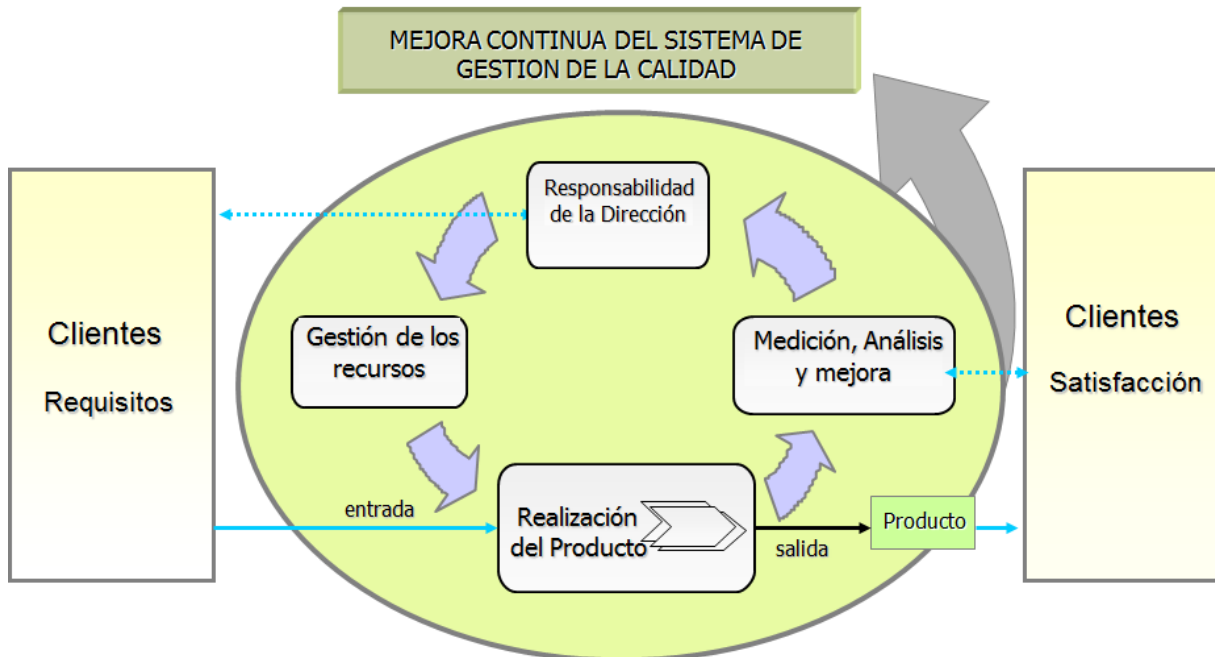 MEJORA CONTINUA DEL SISTEMA DE
GESTION DE LA CALIDAD
Responsabilidad
de la Dirección
Clientes
Requisitos
Gestión de los
recursos
Medición, Análisis
y mejora
Clientes
Satisfacción
entrada
Realización
del Producto
salida
Producto